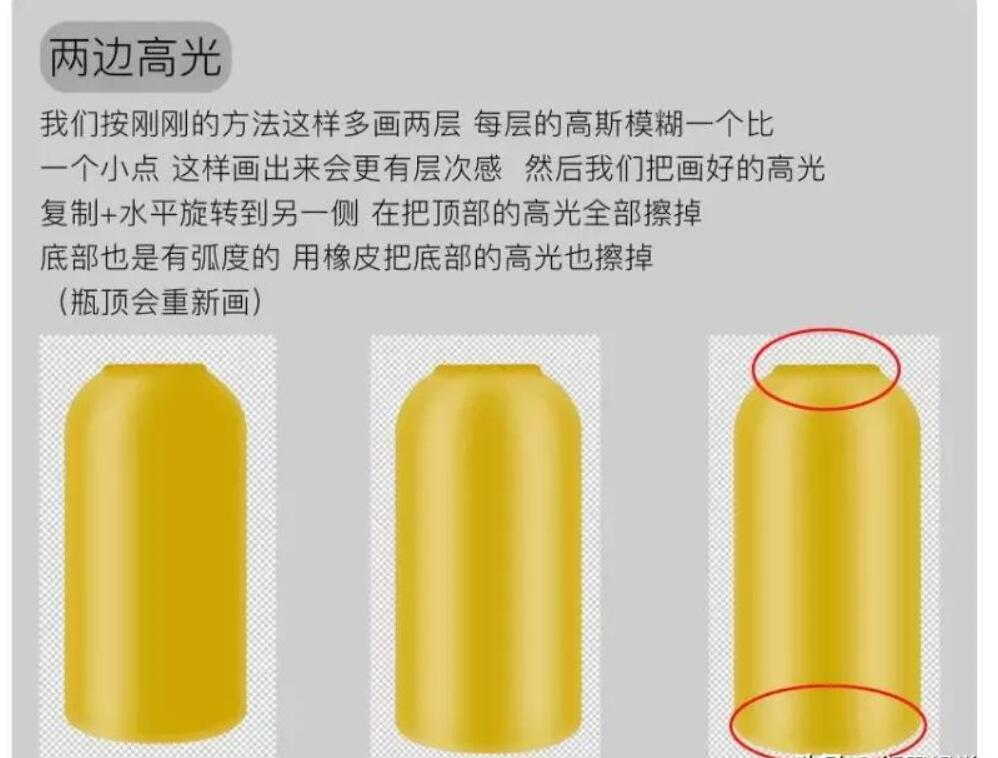 两边高光
我们按刚刚的方法这样多画两层 每层的高斯模糊一个比
一个小点 这样画出来会更有层次感 然后我们把画好的高光
复制+水平旋转到另一侧 在把顶部的高光全部擦掉
底部也是有弧度的 用橡皮把底部的高光也擦掉
（瓶顶会重新画）